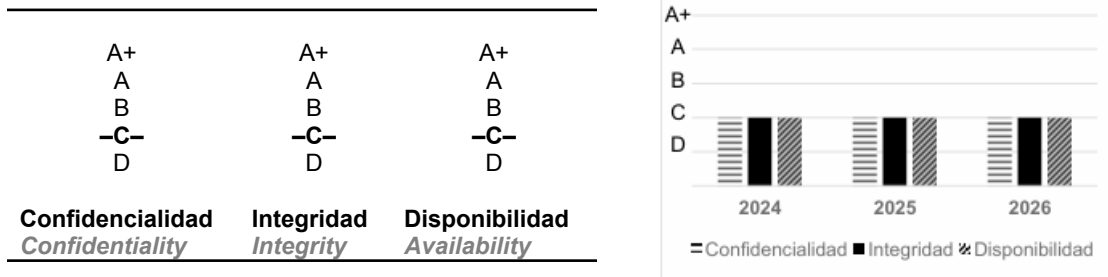 A+ A+ A+
A A A
B B B
–C– –C– –C–
D D D
Confidencialidad Integridad Disponibilidad
Confidentiality Integrity Availability
A+
A
B
C
D
2024 2025 2026
Confidencialidad Integridad Disponibilidad